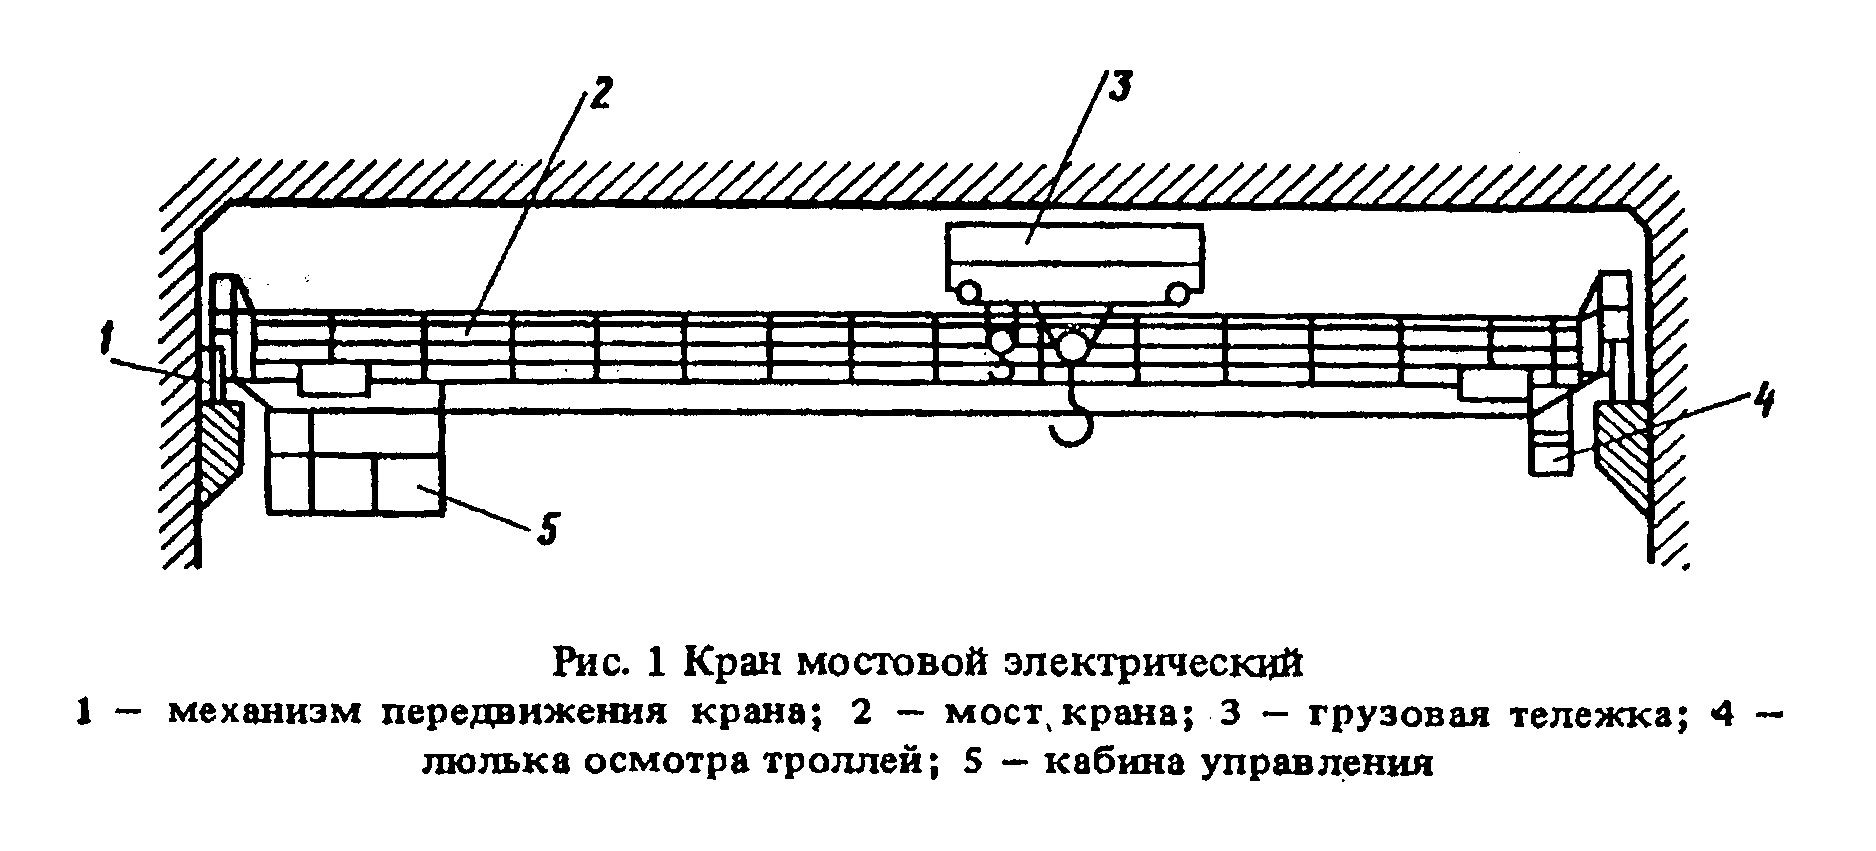 2
3
1
4
5
Рис. 1 Кран мостовой электрический
1 — механизм передвижения крана; 2 — мост крана; 3 — грузовая тележка; 4 —
люлька осмотра троллей; 5 — кабина управления